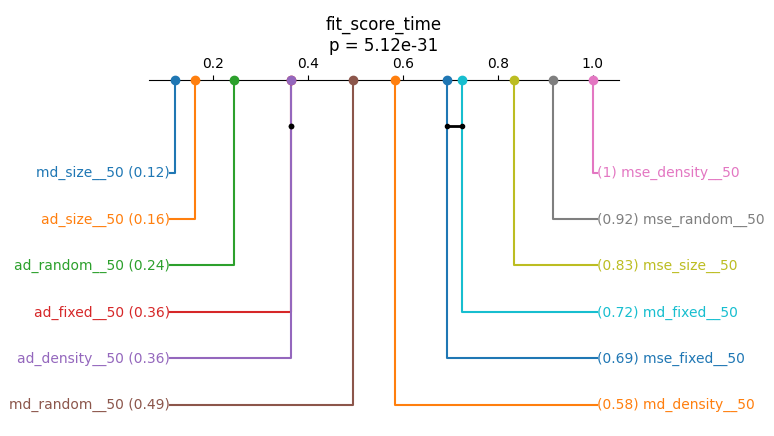 fit_score_time
p = 5.12e-31
0.2 0.4 0.6 0.8 1.0
md_size__50 (0.12)
(1) mse_density__50
ad_size__50 (0.16)
(0.92) mse_random__50
ad_random__50 (0.24)
(0.83) mse_size__50
ad_fixed__50 (0.36)
(0.72) md_fixed__50
ad_density__50 (0.36)
(0.69) mse_fixed__50
md_random__50 (0.49)
(0.58) md_density__50